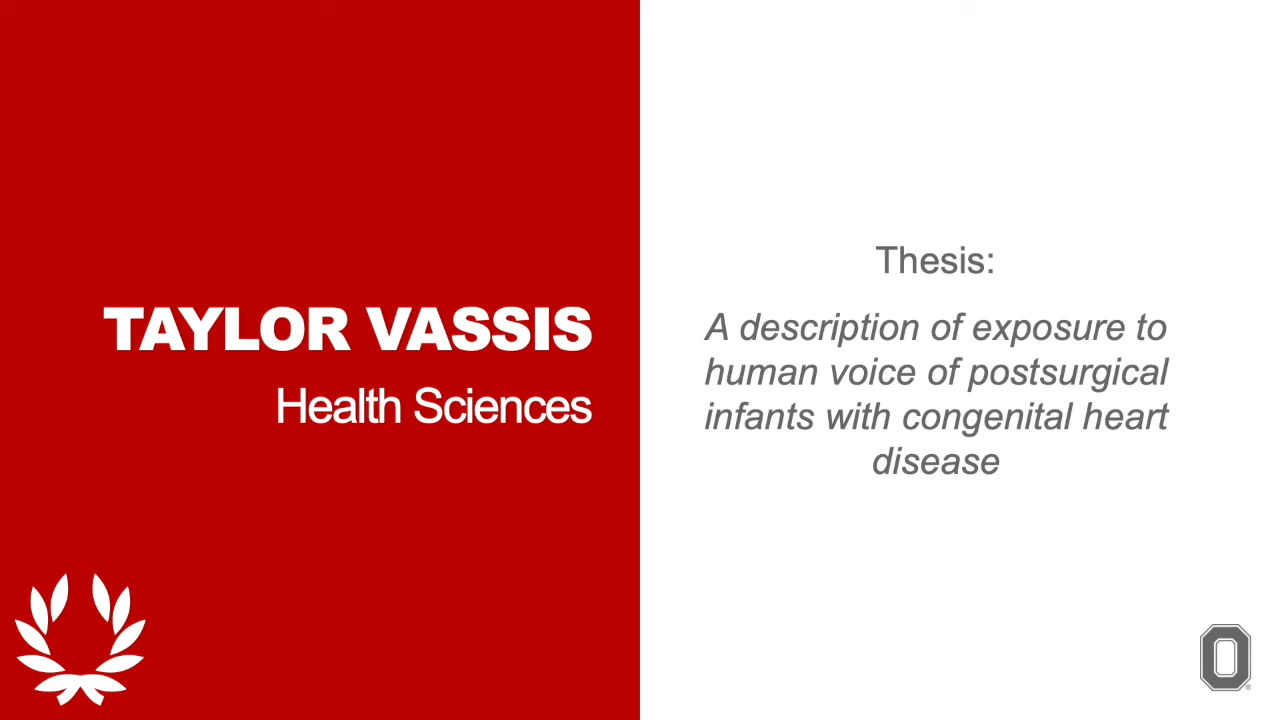 TAYLOR VASSIS
Health Sciences
Thesis:
A description of exposure to
human voice of postsurgical
infants with congenital heart
disease
O
®